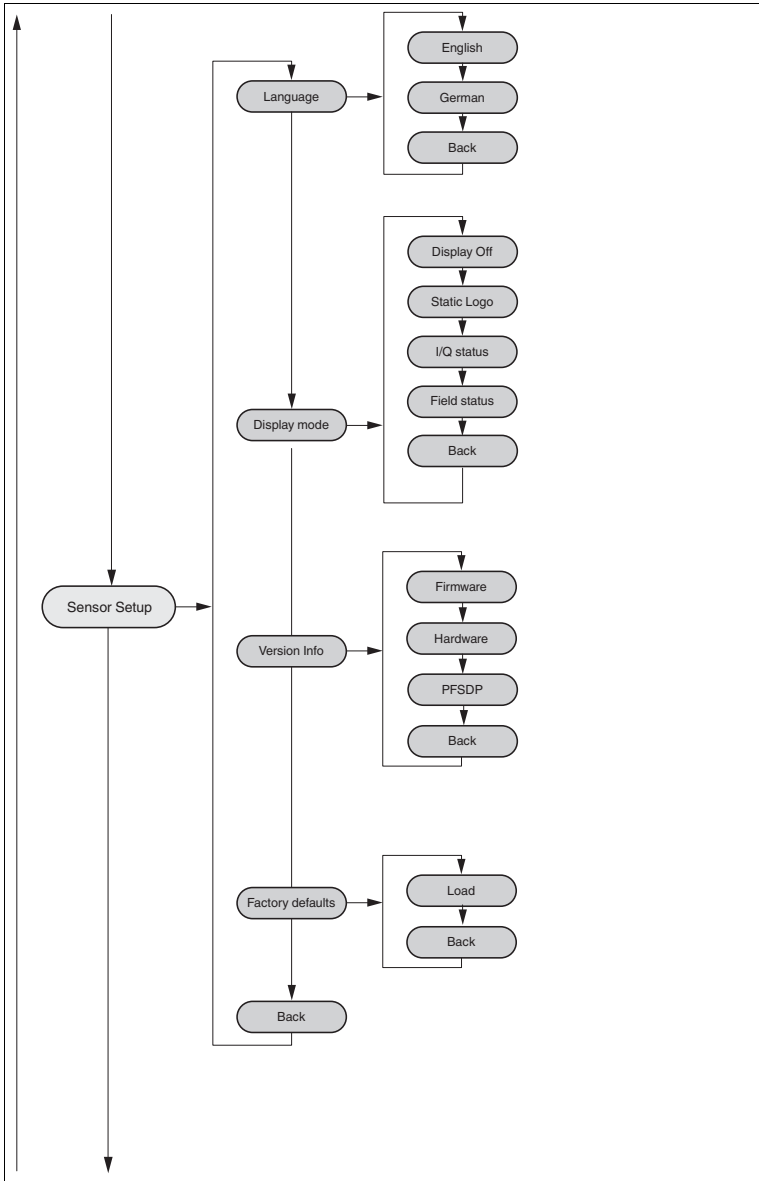 English
Language
German
Back
Display Off
Static Logo
I/Q status
Field status
Display mode
Back
Firmware
Sensor Setup
Hardware
Version Info
PFSDP
Back
Load
Factory defaults
Back
Back